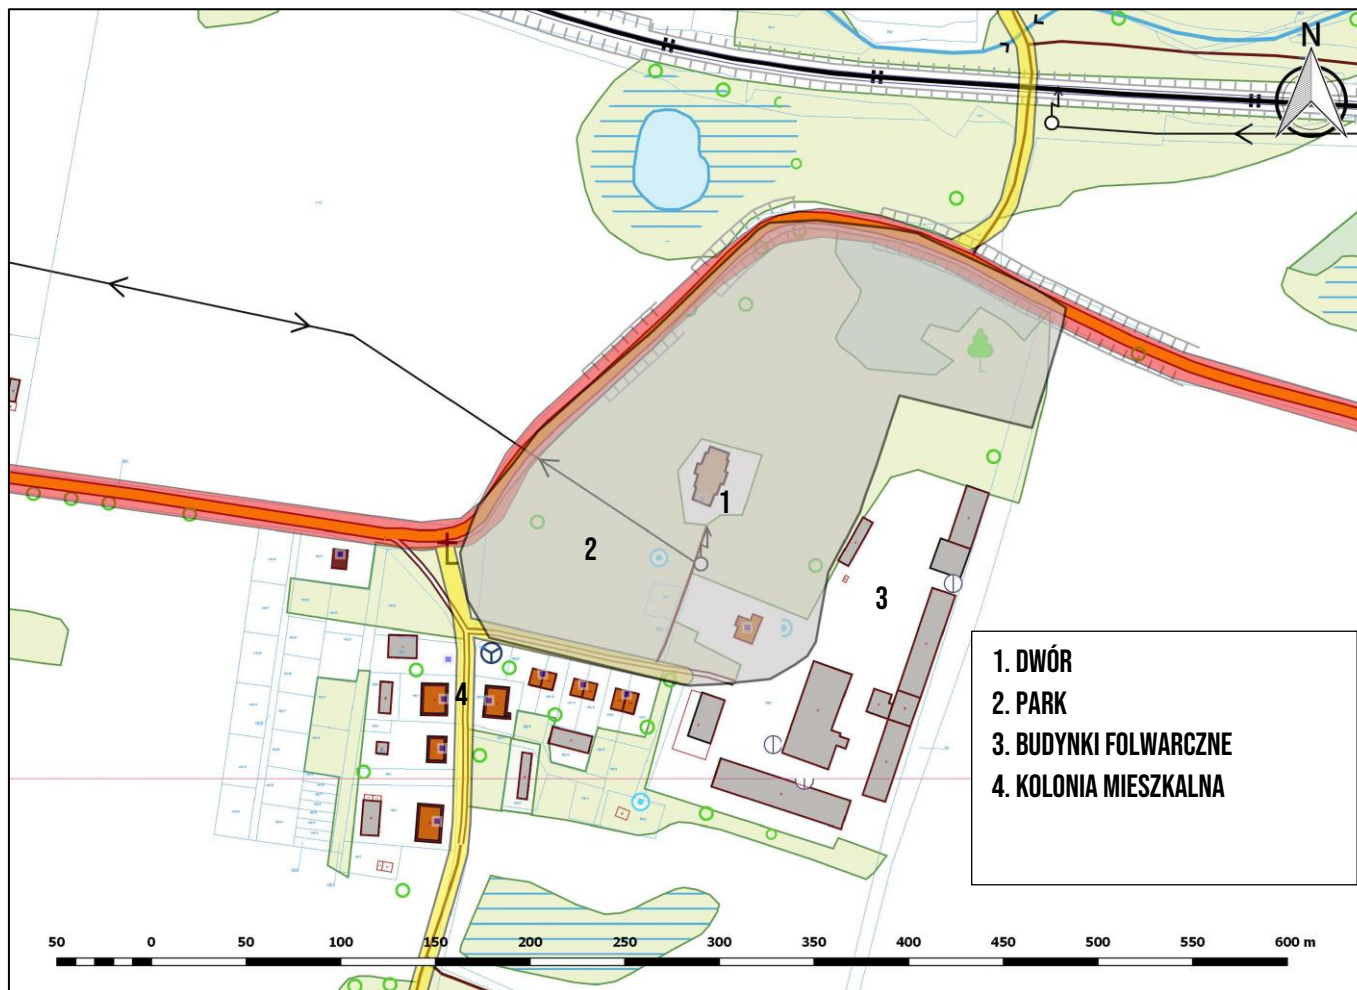 N
1
2
3
4
1. DWÓR
2. PARK
3. BUDYNKI FOLWARCZNE
4. KOLONIA MIESZKALNA
50 0 50 100 150 200 250 300 350 400 450 500 550 600 m